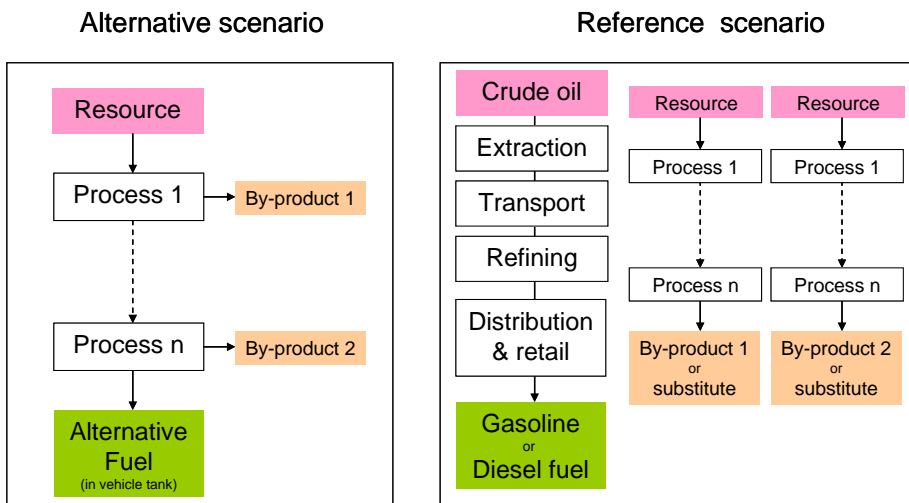 Alternative scenario
Resource
Process 1
By-product 1
Process n
By-product 2
Alternative
Fuel
(in vehicle tank)
Reference scenario
Crude oil
Extraction
Transport
Refining
Distribution
& retail
Gasoline
or
Diesel fuel
Resource
Process 1
Process n
By-product 1
or
substitute
Resource
Process 1
Process n
By-product 2
or
substitute